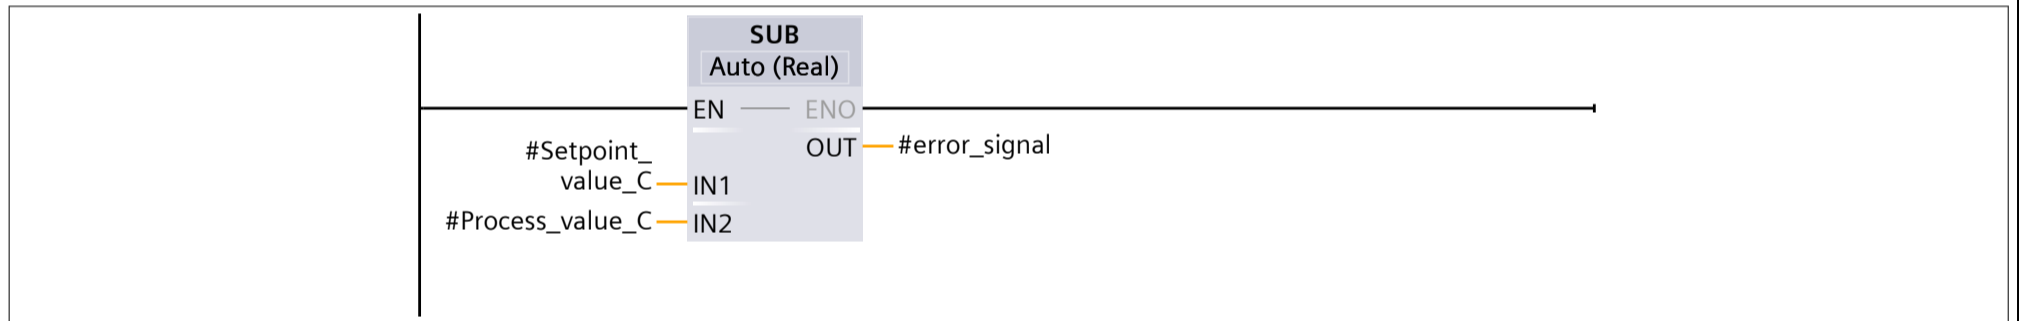 SUB
Auto (Real)
EN ENO
OUT #error_signal
#Setpoint_
value_C IN1
#Process_value_C IN2